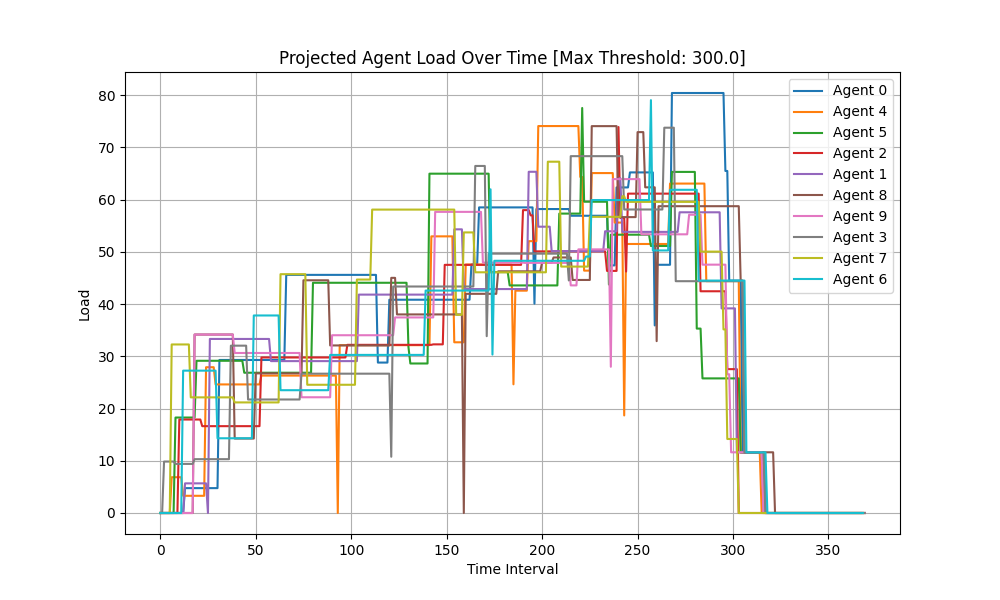 Projected Agent Load Over Time [Max Threshold: 300.0]
Load
80
70
60
50
40
30
20
10
0
0
50
100
150
200
250
300
350
Time Interval
Agent 0
Agent 4
Agent 5
Agent 2
Agent 1
Agent 8
Agent 9
Agent 3
Agent 7
Agent 6